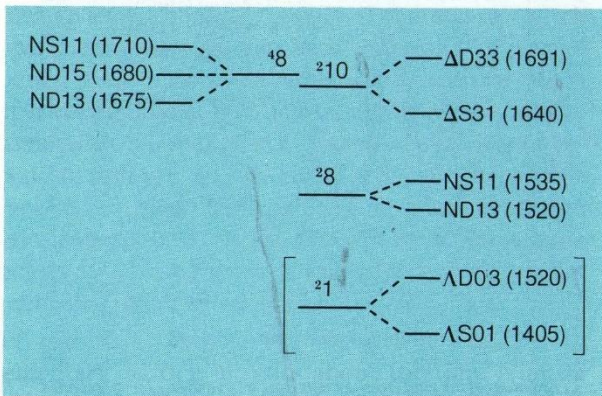 NS11 (1710)
ND15 (1680)
ND13 (1675)
⁴8
²10
ΔD33 (1691)
ΔS31 (1640)
²8
NS11 (1535)
ND13 (1520)
²1
ΛD03 (1520)
ΛS01 (1405)